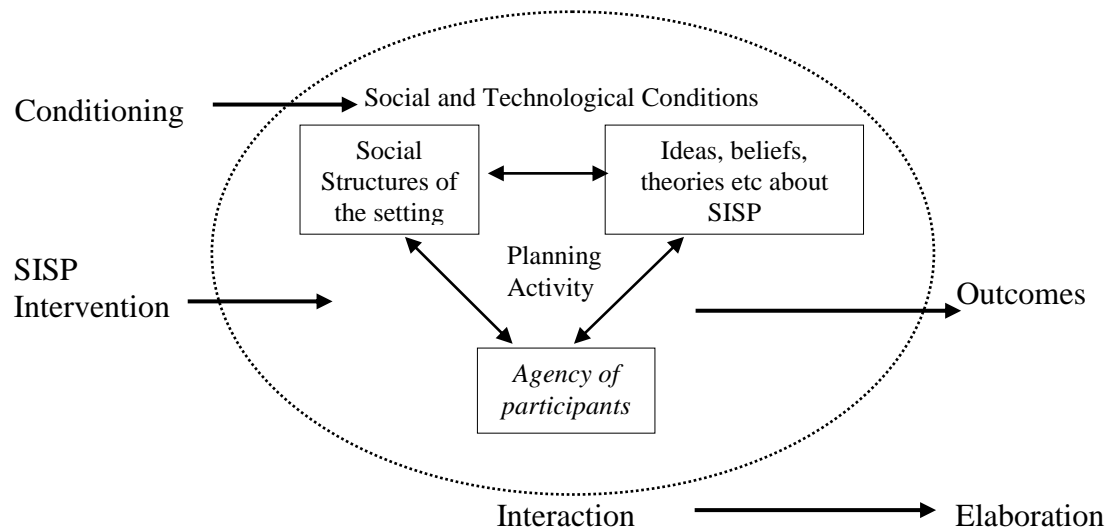 Conditioning
Social and Technological Conditions
Social
Structures of
the setting
Ideas, beliefs,
theories etc about
SISP
SISP
Intervention
Planning
Activity
Outcomes
Agency of
participants
Interaction
Elaboration